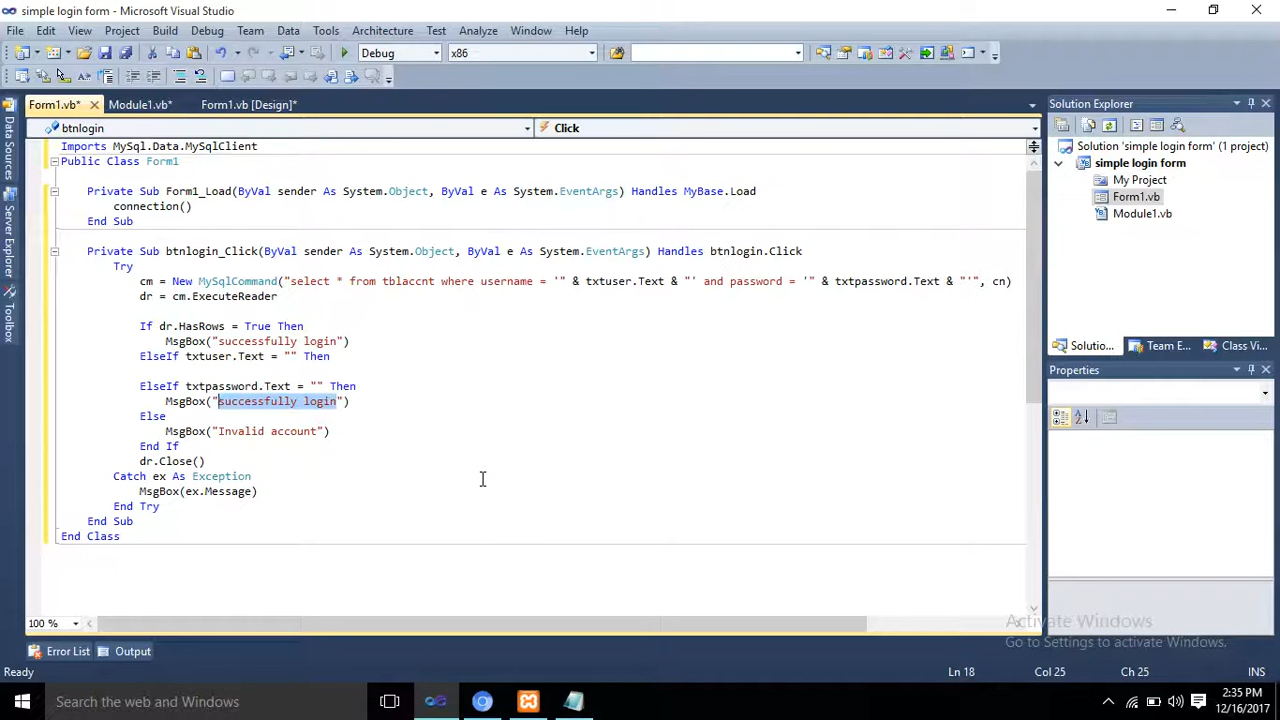 simple login form - Microsoft Visual Studio
File Edit View Project Build Debug Team Data Tools Architecture Test Analyze Window Help
Debug x86
Form1.vb* Module1.vb* Form1.vb [Design]*
btnlogin Click
Imports MySql.Data.MySqlClient
Public Class Form1
Private Sub Form1_Load(ByVal sender As System.Object, ByVal e As System.EventArgs) Handles MyBase.Load
connection()
End Sub
Private Sub btnlogin_Click(ByVal sender As System.Object, ByVal e As System.EventArgs) Handles btnlogin.Click
Try
cm = New MySqlCommand("select * from tblaccnt where username = '" & txtuser.Text & "' and password = '" & txtpassword.Text & "'", cn)
dr = cm.ExecuteReader
If dr.HasRows = True Then
MsgBox("successfully login")
ElseIf txtuser.Text = "" Then
ElseIf txtpassword.Text = "" Then
MsgBox("successfully login")
Else
MsgBox("Invalid account")
End If
dr.Close()
Catch ex As Exception
MsgBox(ex.Message)
End Try
End Sub
End Class
100 %
Data Sources
Server Explorer
Toolbox
Solution Explorer
Solution 'simple login form' (1 project)
simple login form
My Project
Form1.vb
Module1.vb
Solutio... Team E... Class Vi...
Properties
Activate Windows
Go to Settings to activate Windows.
Error List Output
Ready Ln 18 Col 25 Ch 25 INS
Search the web and Windows
2:35 PM
12/16/2017